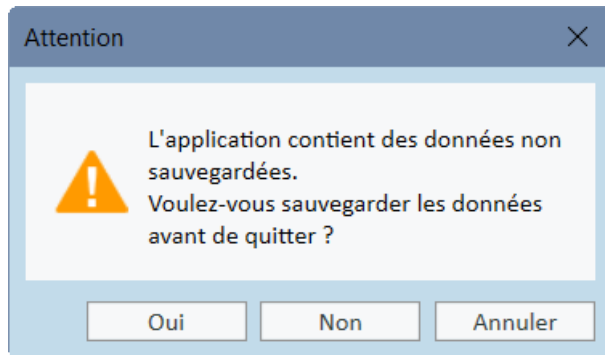 Attention
L'application contient des données non
sauvegardées.
Voulez-vous sauvegarder les données
avant de quitter ?
Oui Non Annuler